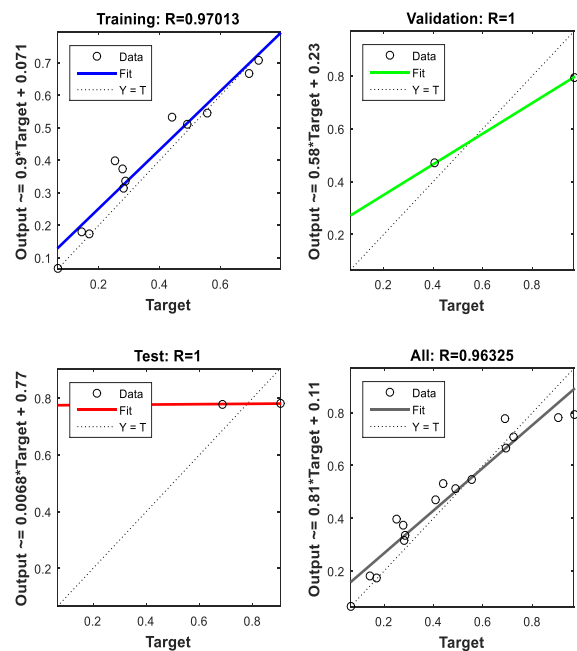 Training: R=0.97013
Output ~= 0.9*Target + 0.071
0.7
0.6
0.5
0.4
0.3
0.2
0.1
Data
Fit
Y = T
0.2
0.4
0.6
Target
Validation: R=1
Output ~= 0.58*Target + 0.23
0.8
0.6
0.4
0.2
Data
Fit
Y = T
0.2
0.4
0.6
0.8
Target
Test: R=1
Output ~= 0.0068*Target + 0.77
0.8
0.6
0.4
0.2
Data
Fit
Y = T
0.2
0.4
0.6
0.8
Target
All: R=0.96325
Output ~= 0.81*Target + 0.11
0.8
0.6
0.4
0.2
Data
Fit
Y = T
0.2
0.4
0.6
0.8
Target